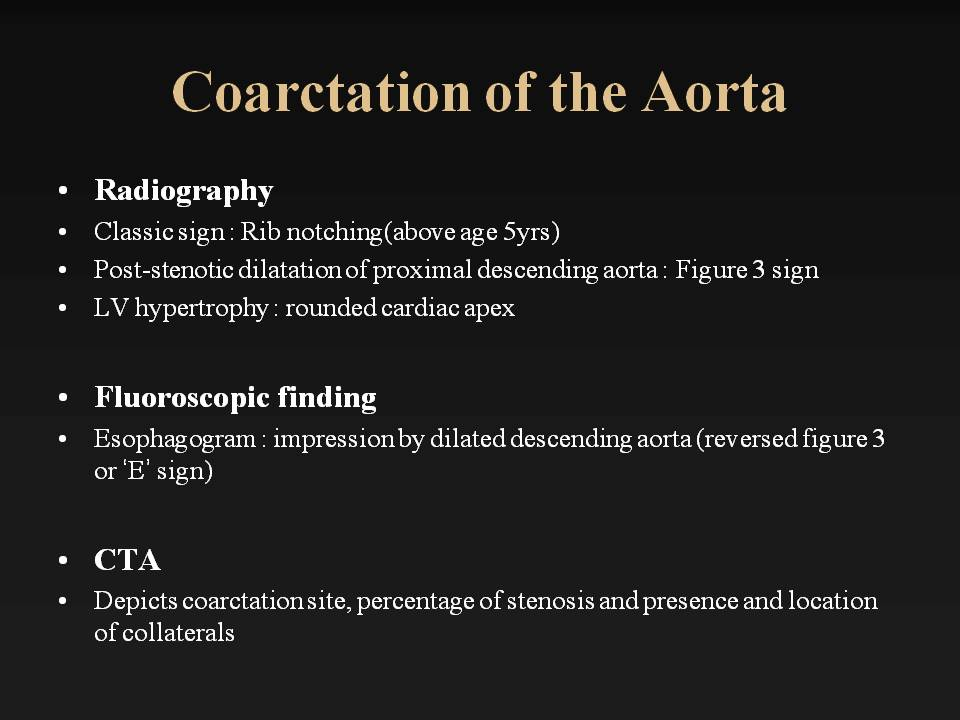 Coarctation of the Aorta
• Radiography
• Classic sign : Rib notching(above age 5yrs)
• Post-stenotic dilatation of proximal descending aorta : Figure 3 sign
• LV hypertrophy : rounded cardiac apex
• Fluoroscopic finding
• Esophagogram : impression by dilated descending aorta (reversed figure 3
or ‘E’ sign)
• CTA
• Depicts coarctation site, percentage of stenosis and presence and location
of collaterals